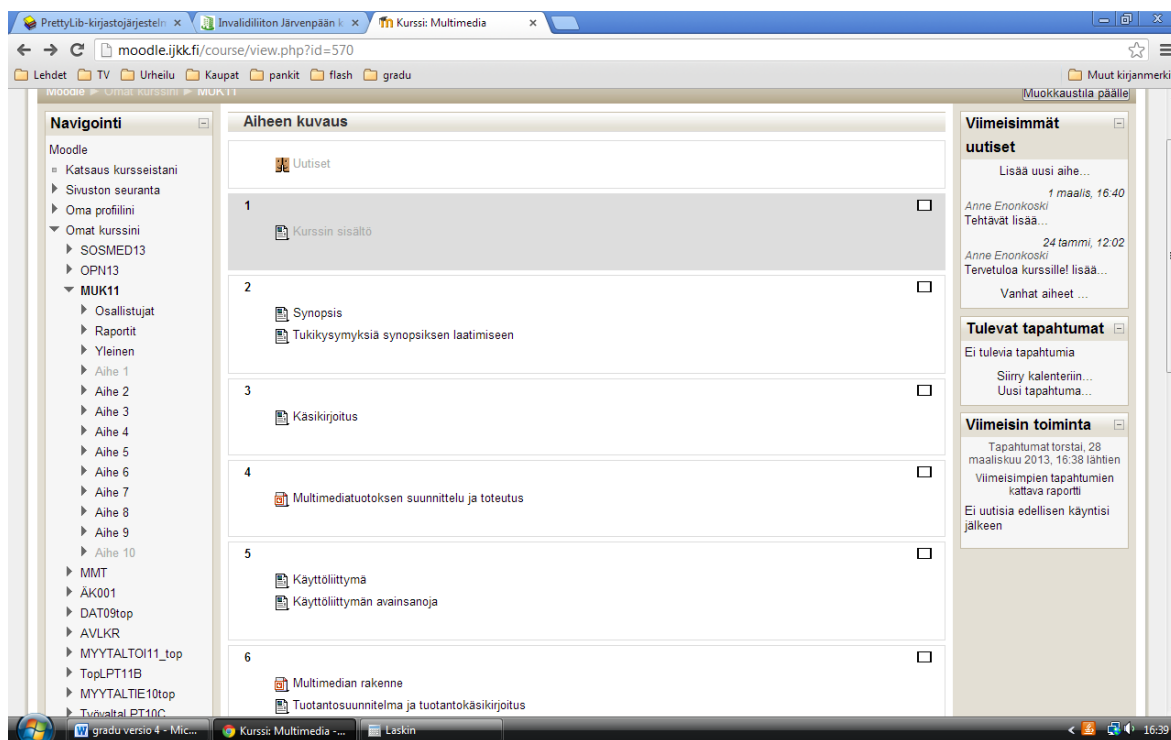 PrettyLib-kirjastojärjesteln
Invalidiliiton Järvenpään k
Kurssi: Multimedia
moodle.ijkk.fi/course/view.php?id=570
Lehdet TV Urheilu Kaupat pankit flash gradu Muut kirjanmerki
Moodle ► Omat kurssini ► MUK11
Muokkaustila päälle
Navigointi
Moodle
Katsaus kursseistani
Sivuston seuranta
Oma profiilini
Omat kurssini
SOSMED13
OPN13
MUK11
Osallistujat
Raportit
Yleinen
Aihe 1
Aihe 2
Aihe 3
Aihe 4
Aihe 5
Aihe 6
Aihe 7
Aihe 8
Aihe 9
Aihe 10
MMT
ÄK001
DAT09top
AVLKR
MYYTALTOI11_top
TopLPT11B
MYYTALTIE10top
TyövaltaLPT10C
Aiheen kuvaus
Uutiset
1
Kurssin sisältö
2
Synopsis
Tukikysymyksiä synopsiksen laatimiseen
3
Käsikirjoitus
4
Multimediatuotoksen suunnittelu ja toteutus
5
Käyttöliittymä
Käyttöliittymän avainsanoja
6
Multimedian rakenne
Tuotantosuunnitelma ja tuotantokäsikirjoitus
Viimeisimmät
uutiset
Lisää uusi aihe...
1 maalis, 16:40
Anne Enonkoski
Tehtävät lisää...
24 tammi, 12:02
Anne Enonkoski
Tervetuloa kurssille! lisää...
Vanhat aiheet ...
Tulevat tapahtumat
Ei tulevia tapahtumia
Siirry kalenteriin...
Uusi tapahtuma...
Viimeisin toiminta
Tapahtumat torstai, 28
maaliskuu 2013, 16:38 lähtien
Viimeisimpien tapahtumien
kattava raportti
Ei uutisia edellisen käyntisi
jälkeen
gradu versio 4 - Mic...
Kurssi: Multimedia -...
Laskin
16:39